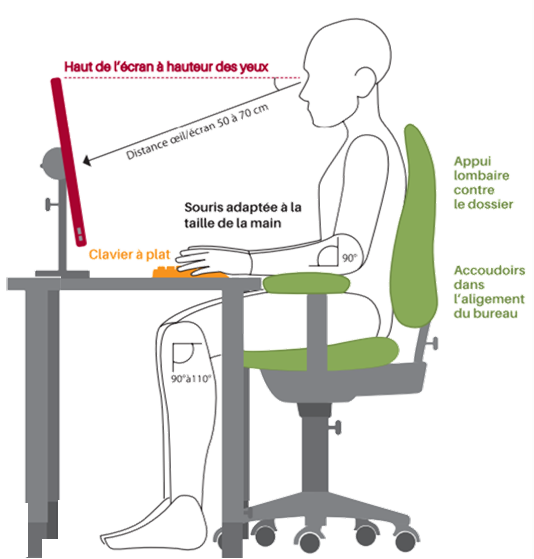 Haut de l'écran à hauteur des yeux
Distance œil/écran 50 à 70 cm
Appui
lombaire
contre
le dossier
Souris adaptée à la
taille de la main
Clavier à plat
90°
Accoudoirs
dans
l'aligement
du bureau
90°à110°